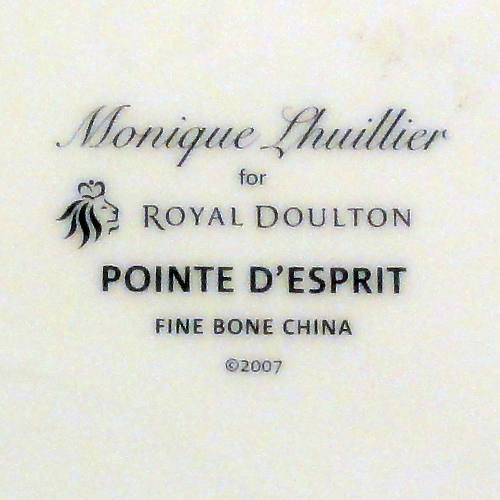 Monique Lhuillier
for
ROYAL DOULTON
POINTE D'ESPRIT
FINE BONE CHINA
©2007